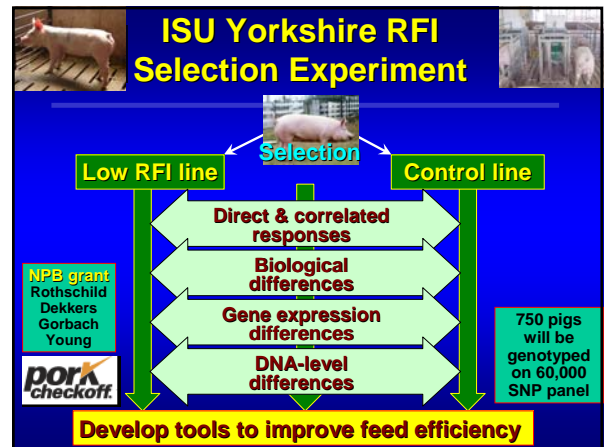 ISU Yorkshire RFI
Selection Experiment
Selection
Low RFI line
Control line
Direct & correlated
responses
Biological
differences
Gene expression
differences
DNA-level
differences
NPB grant
Rothschild
Dekkers
Gorbach
Young
pork
checkoff.
750 pigs
will be
genotyped
on 60,000
SNP panel
Develop tools to improve feed efficiency